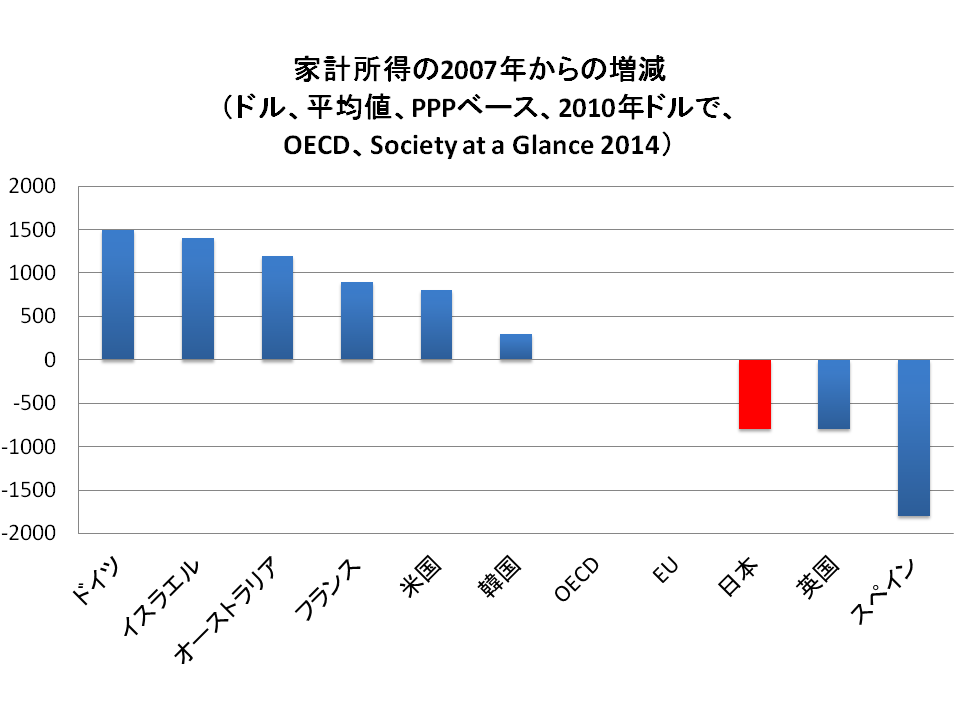 家計所得の2007年からの増減
（ドル、平均値、PPPベース、2010年ドルで、
OECD、Society at a Glance 2014）
2000
1500
1000
500
0
-500
-1000
-1500
-2000
ドイツ
イスラエル
オーストラリア
フランス
米国
韓国
OECD
EU
日本
英国
スペイン